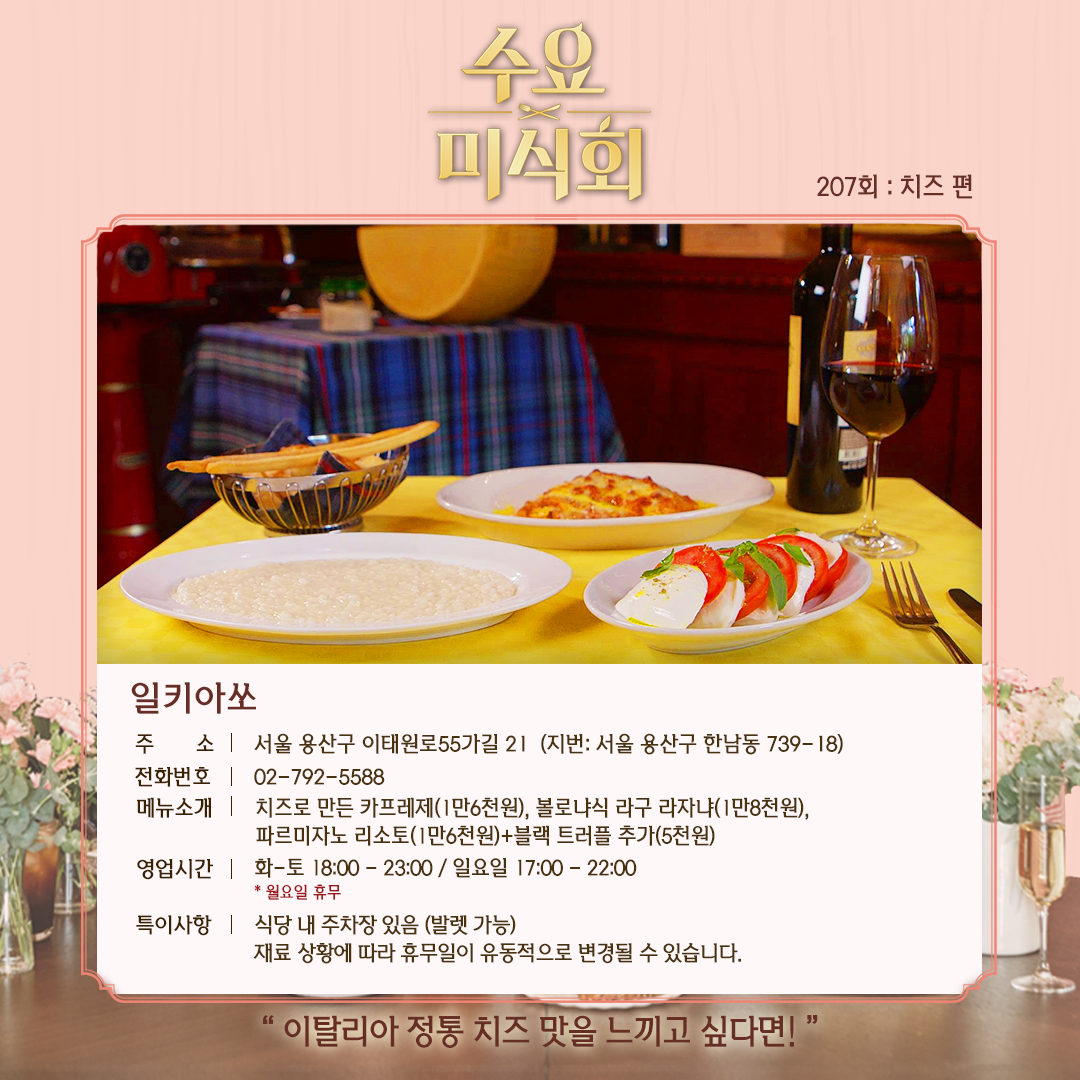 수요
미식회
207회 : 치즈 편
일키아쏘
주 소 | 서울 용산구 이태원로55가길 21 (지번: 서울 용산구 한남동 739-18)
전화번호 | 02-792-5588
메뉴소개 | 치즈로 만든 카프레제(1만6천원), 볼로냐식 라구 라자냐(1만8천원),
파르미자노 리소토(1만6천원)+블랙 트러플 추가(5천원)
영업시간 | 화-토 18:00 - 23:00 / 일요일 17:00 - 22:00
* 월요일 휴무
특이사항 | 식당 내 주차장 있음 (발렛 가능)
재료 상황에 따라 휴무일이 유동적으로 변경될 수 있습니다.
“ 이탈리아 정통 치즈 맛을 느끼고 싶다면! ”